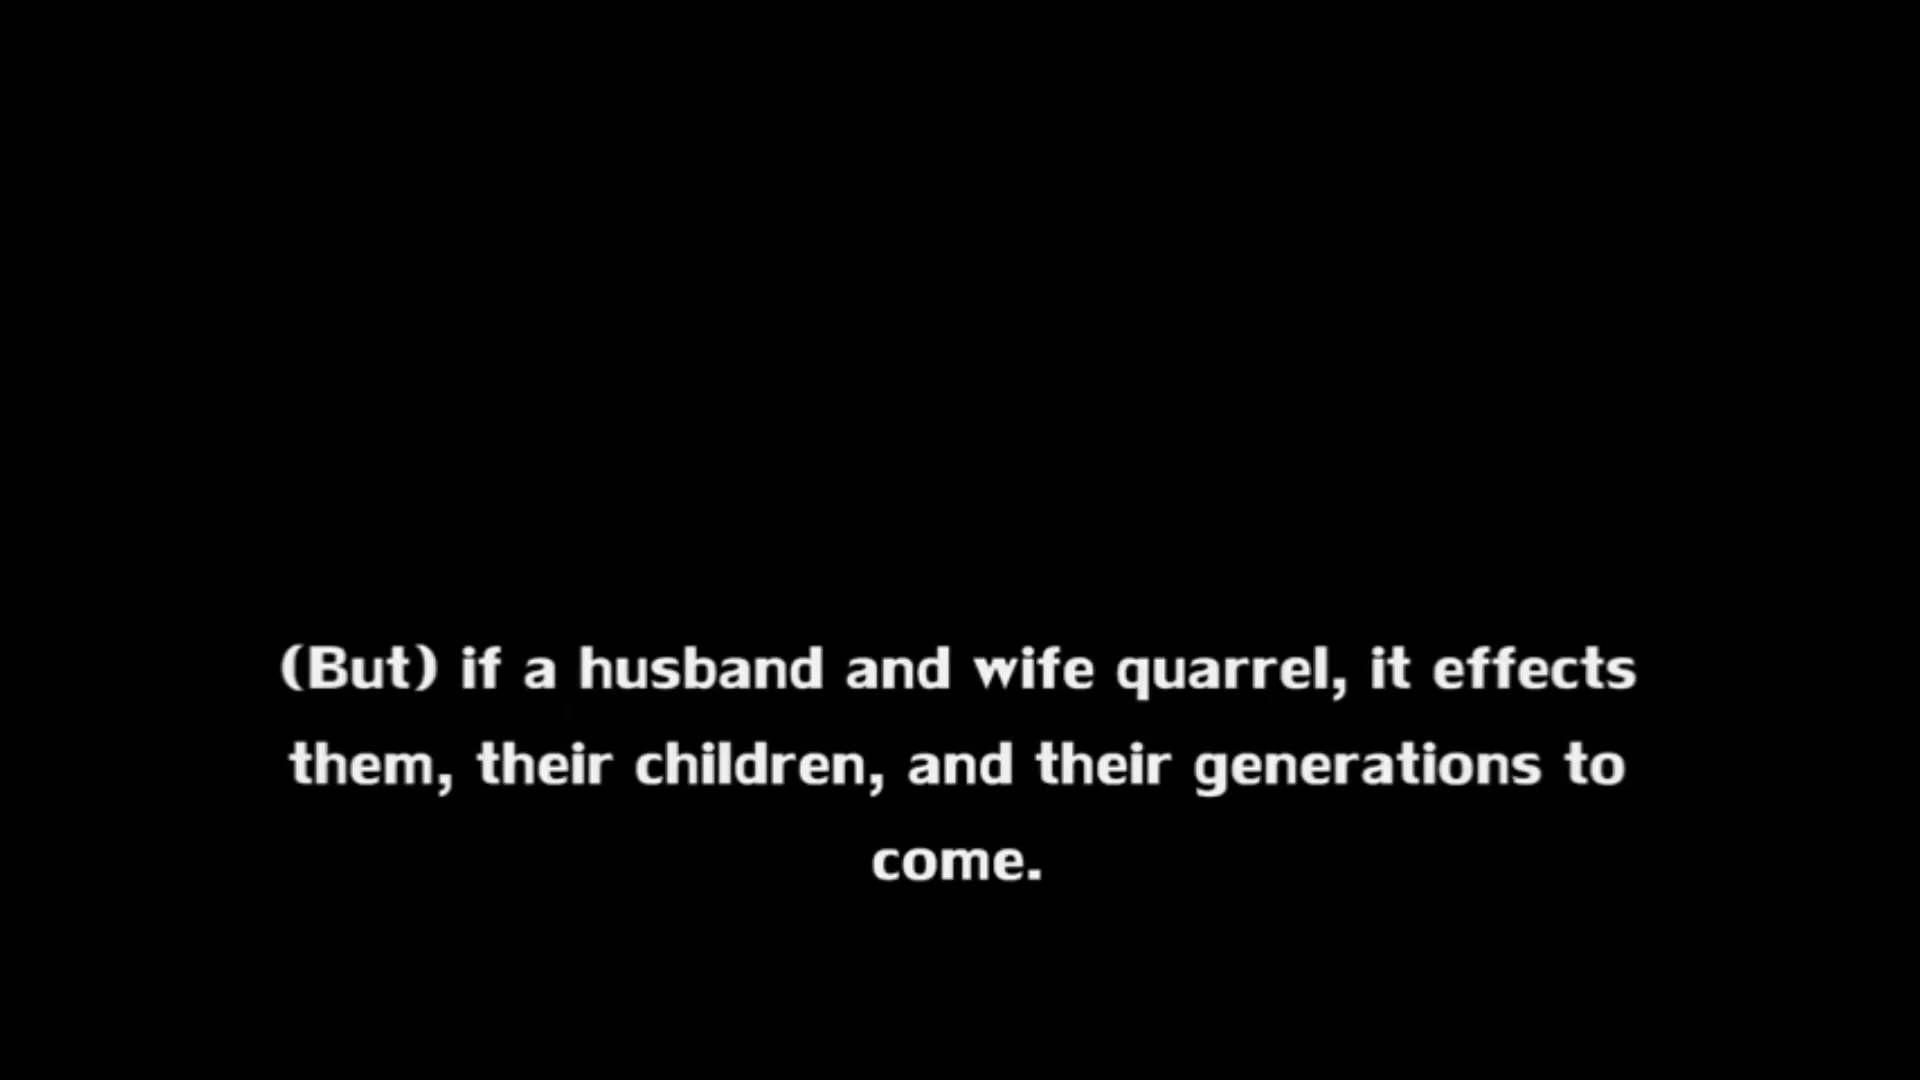 (But) if a husband and wife quarrel, it effects
them, their children, and their generations to
come.